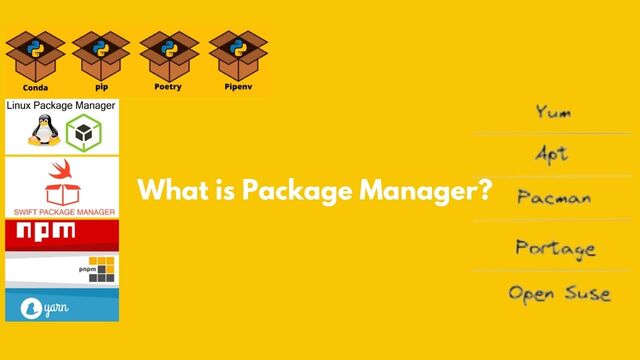 Conda pip Poetry Pipenv
Linux Package Manager
SWIFT PACKAGE MANAGER
npm
pnpm
yarn
What is Package Manager?
Yum
Apt
Pacman
Portage
Open Suse